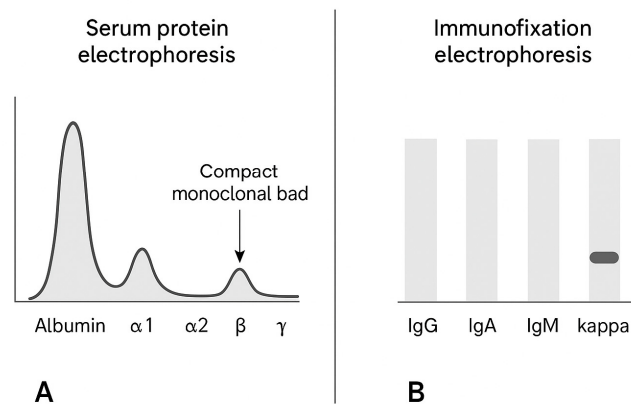 Serum protein
electrophoresis
Compact
monoclonal bad
Albumin α1 α2 β γ
A
Immunofixation
electrophoresis
IgG IgA IgM kappa
B